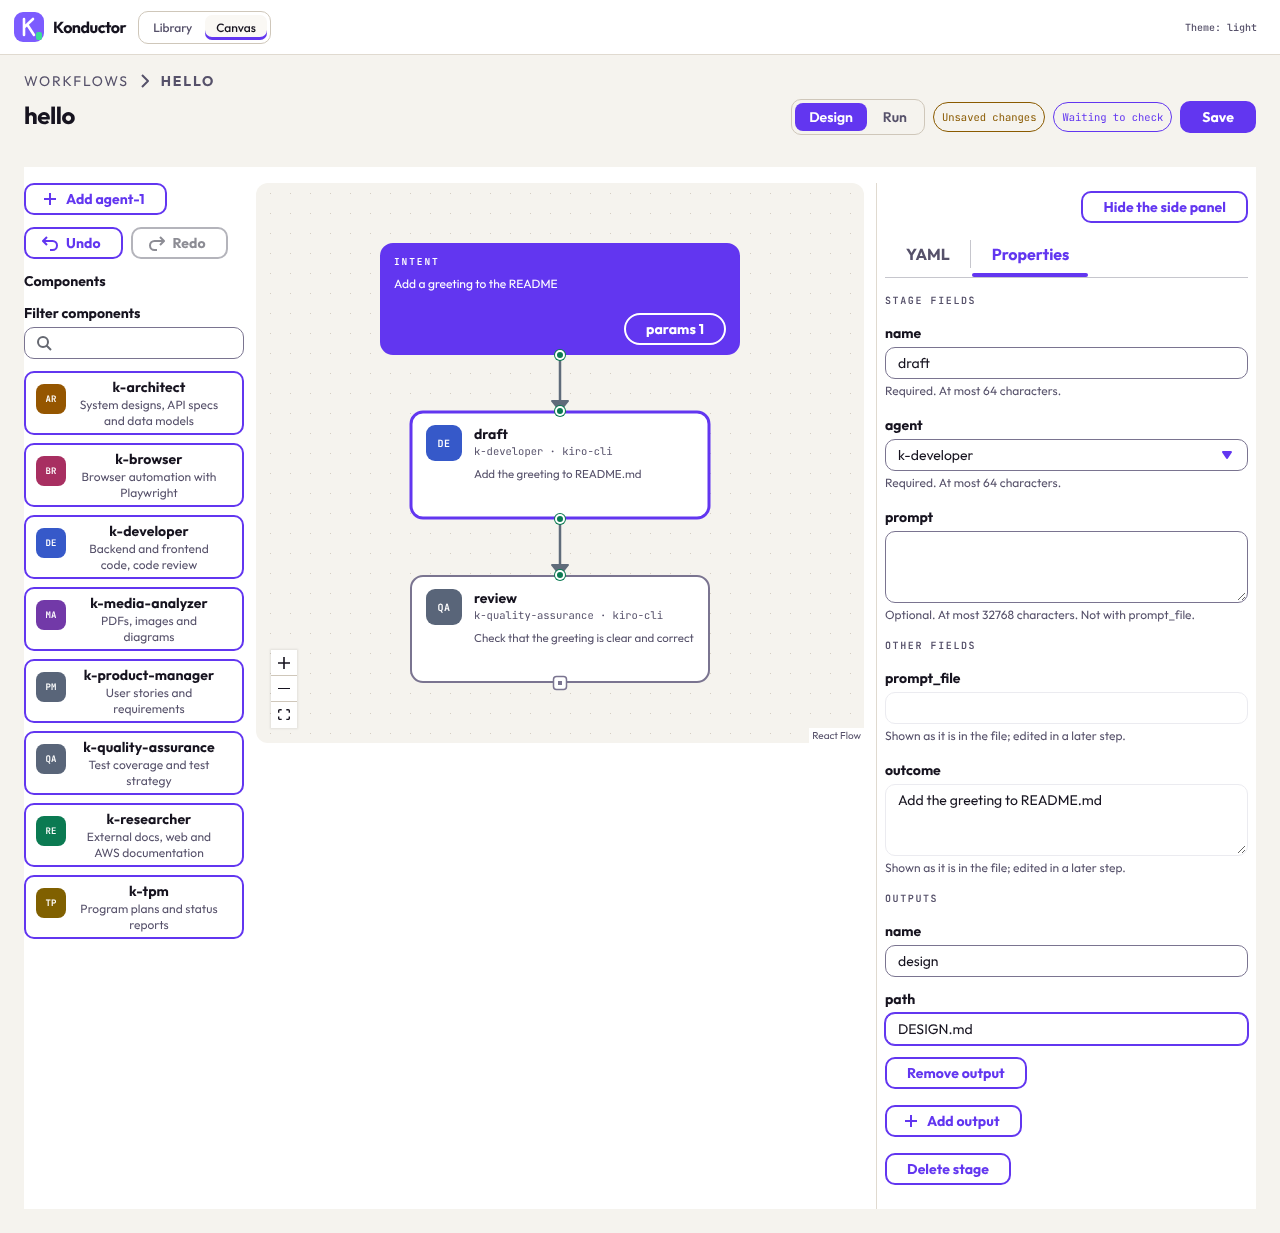 Konductor
Library
Canvas
Theme: light
WORKFLOWS > HELLO
hello
Design
Run
Unsaved changes
Waiting to check
Save
Add agent-1
Undo
Redo
Components
Filter components
AR
k-architect
System designs, API specs
and data models
BR
k-browser
Browser automation with
Playwright
DE
k-developer
Backend and frontend
code, code review
MA
k-media-analyzer
PDFs, images and
diagrams
PM
k-product-manager
User stories and
requirements
QA
k-quality-assurance
Test coverage and test
strategy
RE
k-researcher
External docs, web and
AWS documentation
TP
k-tpm
Program plans and status
reports
INTENT
Add a greeting to the README
params 1
DE
draft
k-developer · kiro-cli
Add the greeting to README.md
QA
review
k-quality-assurance · kiro-cli
Check that the greeting is clear and correct
React Flow
Hide the side panel
YAML
Properties
STAGE FIELDS
name
draft
Required. At most 64 characters.
agent
k-developer
Required. At most 64 characters.
prompt
Optional. At most 32768 characters. Not with prompt_file.
OTHER FIELDS
prompt_file
Shown as it is in the file; edited in a later step.
outcome
Add the greeting to README.md
Shown as it is in the file; edited in a later step.
OUTPUTS
name
design
path
DESIGN.md
Remove output
Add output
Delete stage